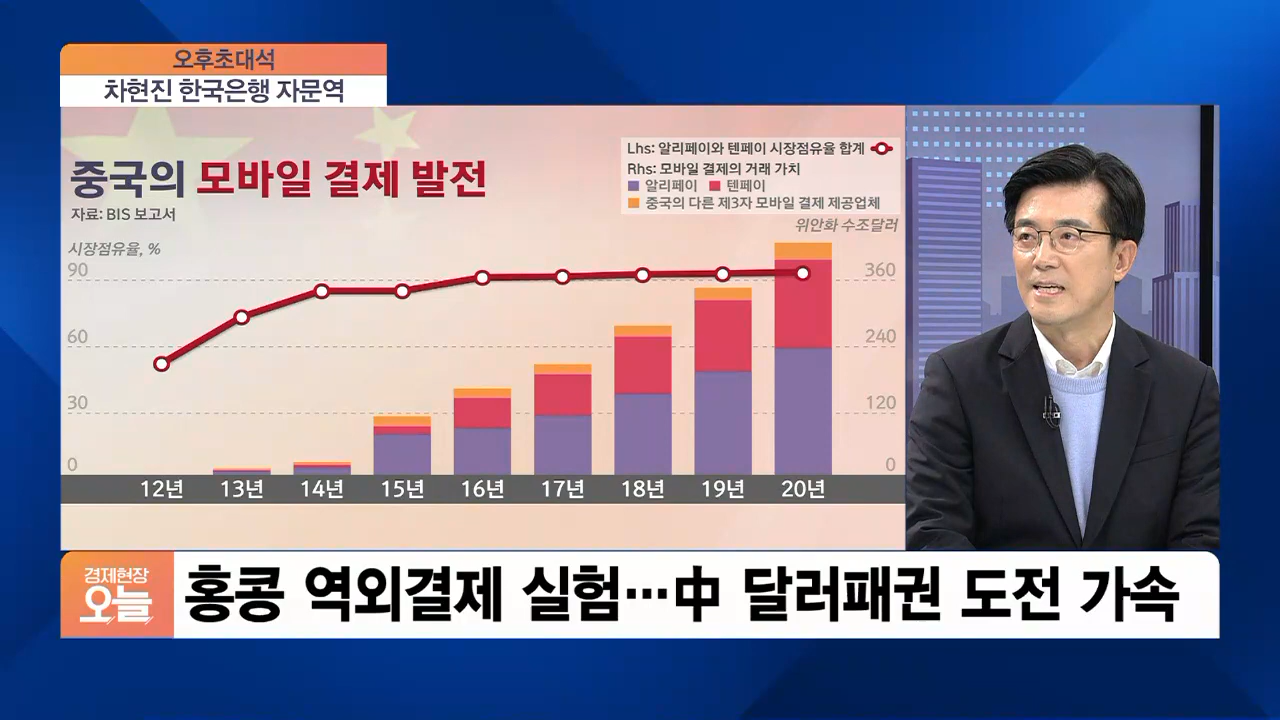 오후초대석
차현진 한국은행 자문역
중국의 모바일 결제 발전
자료: BIS 보고서
Lhs: 알리페이와 텐페이 시장점유율 합계
Rhs: 모바일 결제의 거래 가치
알리페이 텐페이
중국의 다른 제3자 모바일 결제 제공업체
시장점유율, %
위안화 수조달러
90 360
60 240
30 120
0 0
12년 13년 14년 15년 16년 17년 18년 19년 20년
경제현장
오늘
홍콩 역외결제 실험…中 달러패권 도전 가속